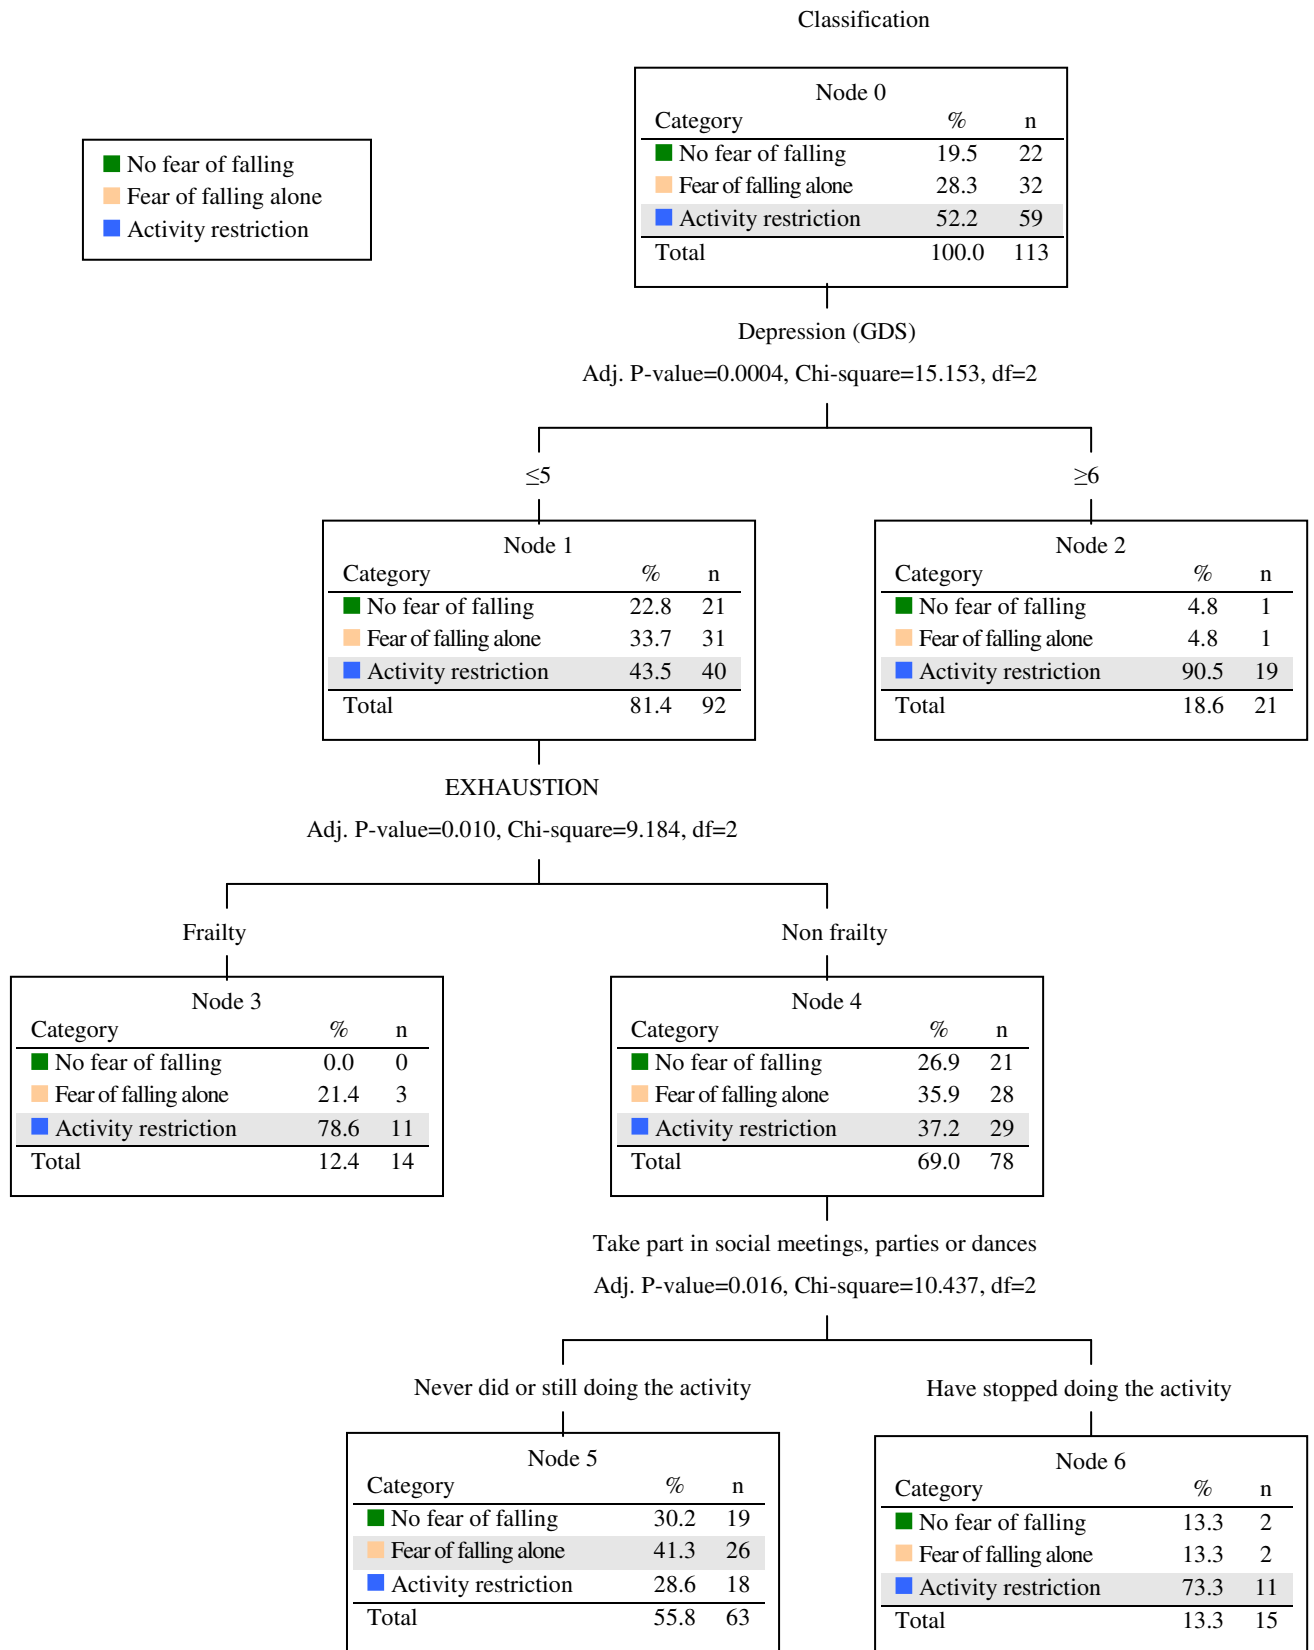 Classification
No fear of falling
Fear of falling alone
Activity restriction
Node 0
Category % n
No fear of falling 19.5 22
Fear of falling alone 28.3 32
Activity restriction 52.2 59
Total 100.0 113
Depression (GDS)
Adj. P-value=0.0004, Chi-square=15.153, df=2
≤5
≥6
Node 1
Category % n
No fear of falling 22.8 21
Fear of falling alone 33.7 31
Activity restriction 43.5 40
Total 81.4 92
Node 2
Category % n
No fear of falling 4.8 1
Fear of falling alone 4.8 1
Activity restriction 90.5 19
Total 18.6 21
EXHAUSTION
Adj. P-value=0.010, Chi-square=9.184, df=2
Frailty
Non frailty
Node 3
Category % n
No fear of falling 0.0 0
Fear of falling alone 21.4 3
Activity restriction 78.6 11
Total 12.4 14
Node 4
Category % n
No fear of falling 26.9 21
Fear of falling alone 35.9 28
Activity restriction 37.2 29
Total 69.0 78
Take part in social meetings, parties or dances
Adj. P-value=0.016, Chi-square=10.437, df=2
Never did or still doing the activity
Have stopped doing the activity
Node 5
Category % n
No fear of falling 30.2 19
Fear of falling alone 41.3 26
Activity restriction 28.6 18
Total 55.8 63
Node 6
Category % n
No fear of falling 13.3 2
Fear of falling alone 13.3 2
Activity restriction 73.3 11
Total 13.3 15